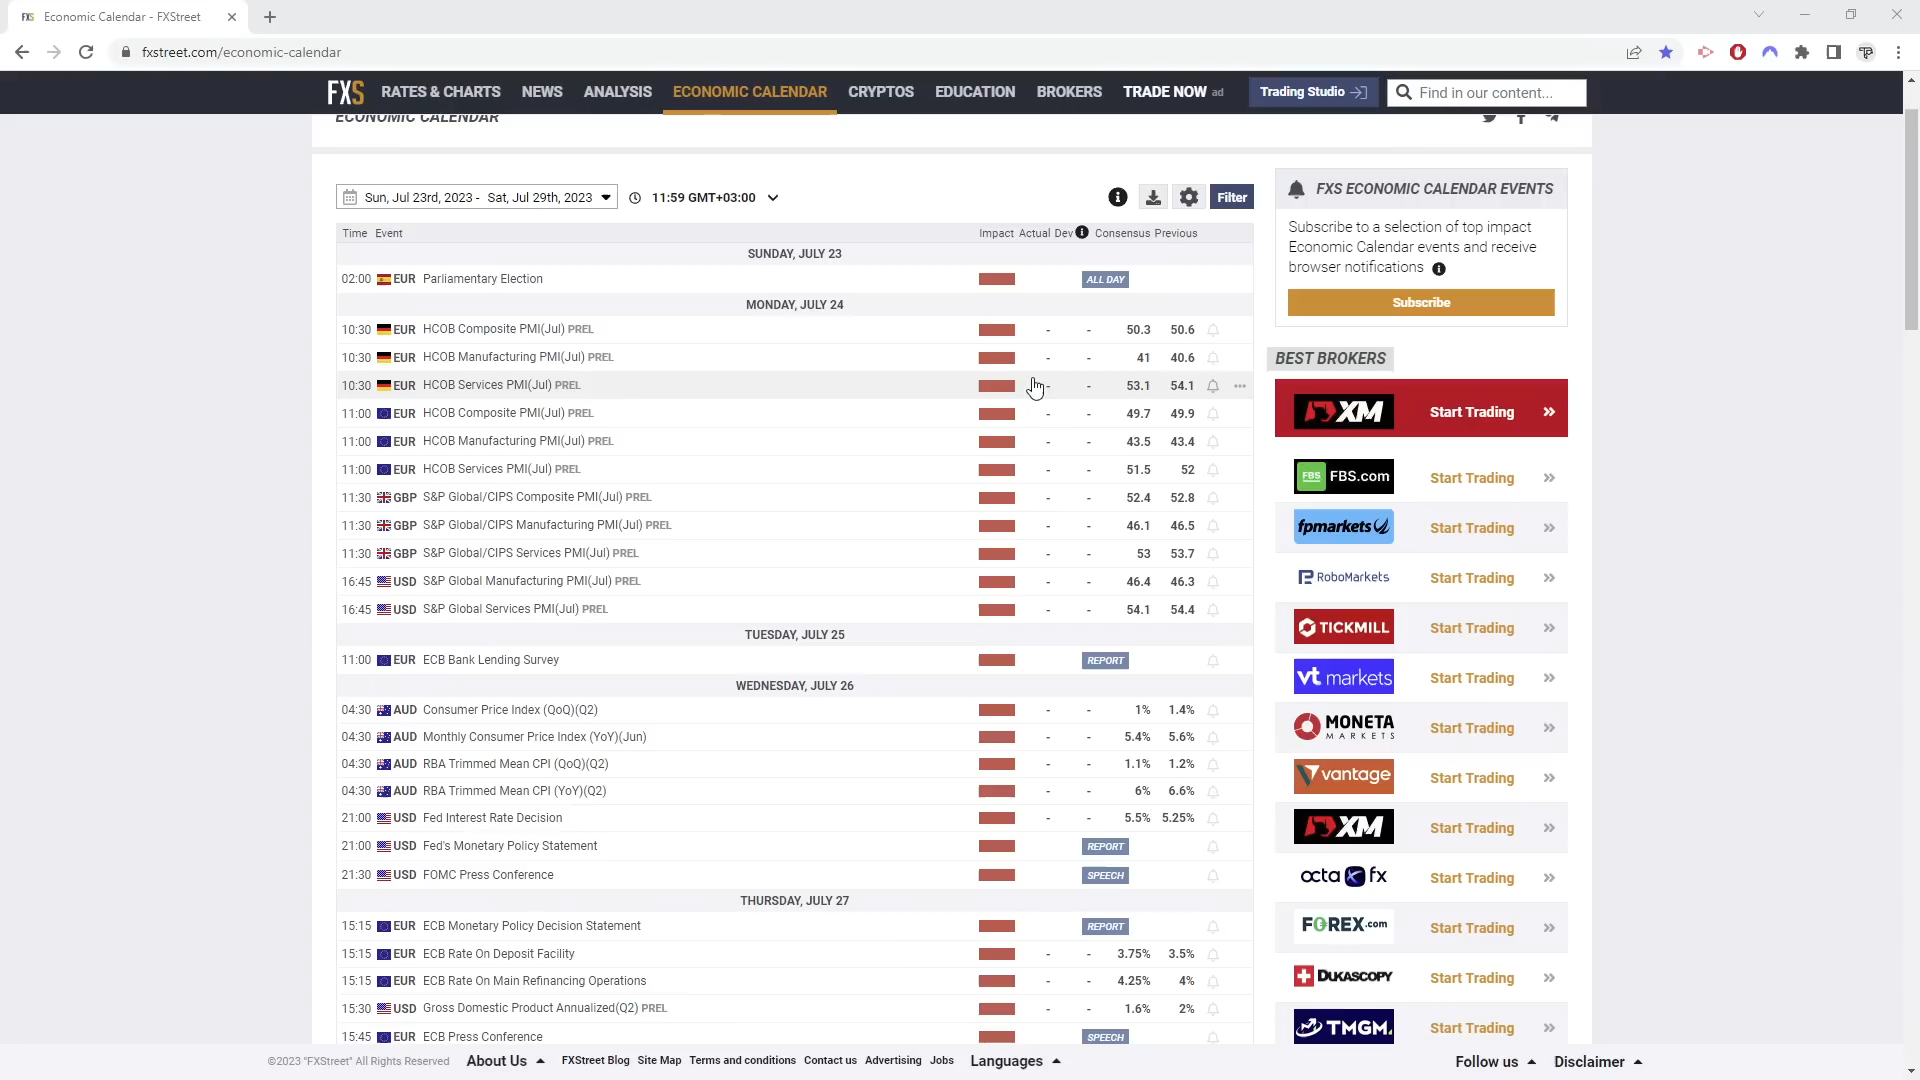 FXS Economic Calendar - FXStreet
fxstreet.com/economic-calendar
FXS RATES & CHARTS NEWS ANALYSIS ECONOMIC CALENDAR CRYPTOS EDUCATION BROKERS TRADE NOW ad Trading Studio Find in our content...
ECONOMIC CALENDAR
Sun, Jul 23rd, 2023 - Sat, Jul 29th, 2023 11:59 GMT+03:00 Filter
Time Event Impact Actual Dev Consensus Previous
SUNDAY, JULY 23
02:00 EUR Parliamentary Election ALL DAY
MONDAY, JULY 24
10:30 EUR HCOB Composite PMI(Jul) PREL - - 50.3 50.6
10:30 EUR HCOB Manufacturing PMI(Jul) PREL - - 41 40.6
10:30 EUR HCOB Services PMI(Jul) PREL - - 53.1 54.1
11:00 EUR HCOB Composite PMI(Jul) PREL - - 49.7 49.9
11:00 EUR HCOB Manufacturing PMI(Jul) PREL - - 43.5 43.4
11:00 EUR HCOB Services PMI(Jul) PREL - - 51.5 52
11:30 GBP S&P Global/CIPS Composite PMI(Jul) PREL - - 52.4 52.8
11:30 GBP S&P Global/CIPS Manufacturing PMI(Jul) PREL - - 46.1 46.5
11:30 GBP S&P Global/CIPS Services PMI(Jul) PREL - - 53 53.7
16:45 USD S&P Global Manufacturing PMI(Jul) PREL - - 46.4 46.3
16:45 USD S&P Global Services PMI(Jul) PREL - - 54.1 54.4
TUESDAY, JULY 25
11:00 EUR ECB Bank Lending Survey REPORT
WEDNESDAY, JULY 26
04:30 AUD Consumer Price Index (QoQ)(Q2) - - 1% 1.4%
04:30 AUD Monthly Consumer Price Index (YoY)(Jun) - - 5.4% 5.6%
04:30 AUD RBA Trimmed Mean CPI (QoQ)(Q2) - - 1.1% 1.2%
04:30 AUD RBA Trimmed Mean CPI (YoY)(Q2) - - 6% 6.6%
21:00 USD Fed Interest Rate Decision - - 5.5% 5.25%
21:00 USD Fed's Monetary Policy Statement REPORT
21:30 USD FOMC Press Conference SPEECH
THURSDAY, JULY 27
15:15 EUR ECB Monetary Policy Decision Statement REPORT
15:15 EUR ECB Rate On Deposit Facility - - 3.75% 3.5%
15:15 EUR ECB Rate On Main Refinancing Operations - - 4.25% 4%
15:30 USD Gross Domestic Product Annualized(Q2) PREL - - 1.6% 2%
15:45 EUR ECB Press Conference SPEECH
FXS ECONOMIC CALENDAR EVENTS
Subscribe to a selection of top impact
Economic Calendar events and receive
browser notifications
Subscribe
BEST BROKERS
XM Start Trading
FBS FBS.com Start Trading
fpmarkets Start Trading
RoboMarkets Start Trading
TICKMILL Start Trading
vt markets Start Trading
MONETA MARKETS Start Trading
vantage Start Trading
XM Start Trading
octa fx Start Trading
FOREX.com Start Trading
DUKASCOPY Start Trading
TMGM. Start Trading
©2023 "FXStreet" All Rights Reserved About Us FXStreet Blog Site Map Terms and conditions Contact us Advertising Jobs Languages Follow us Disclaimer